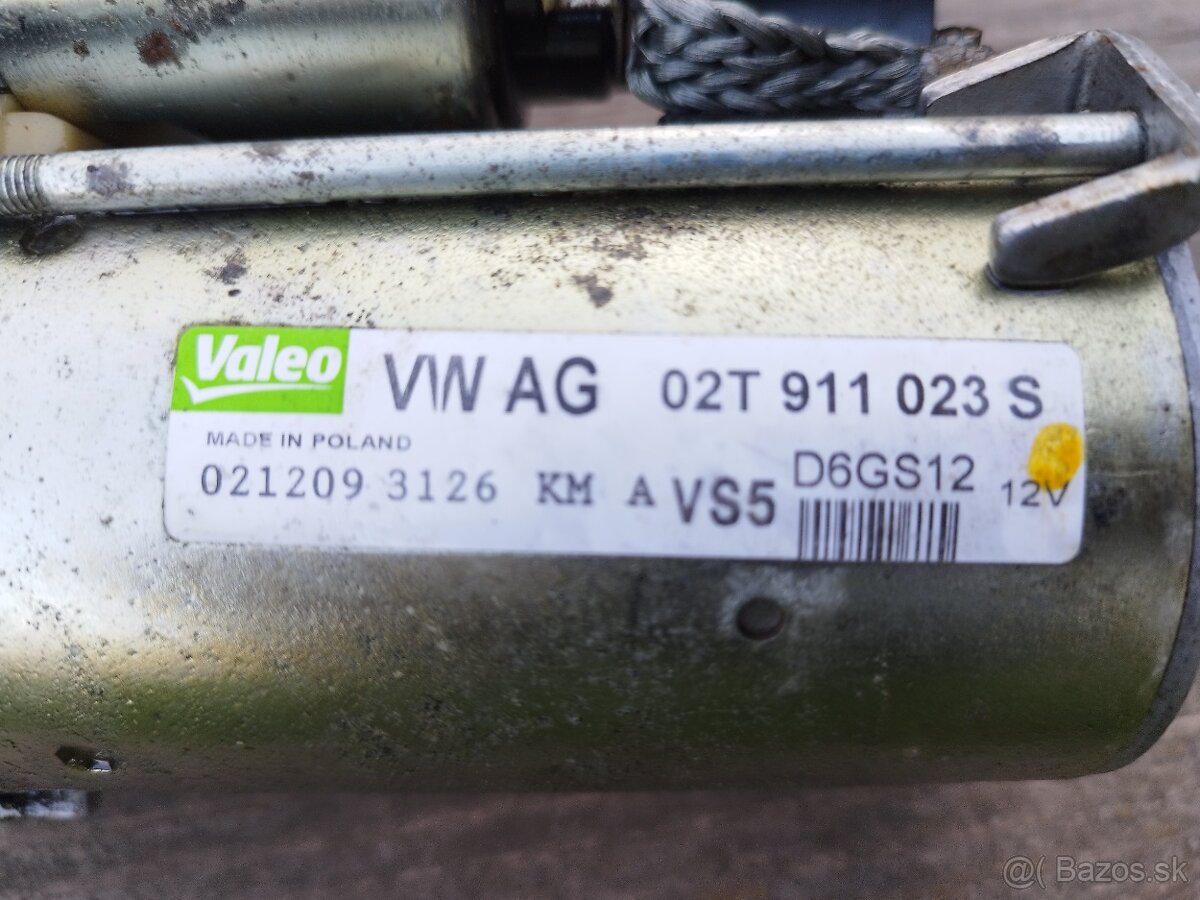 Valeo VW AG 02T 911 023 S
MADE IN POLAND
021209 3126 KM A VS5 D6GS12 12V
@( Bazos.sk